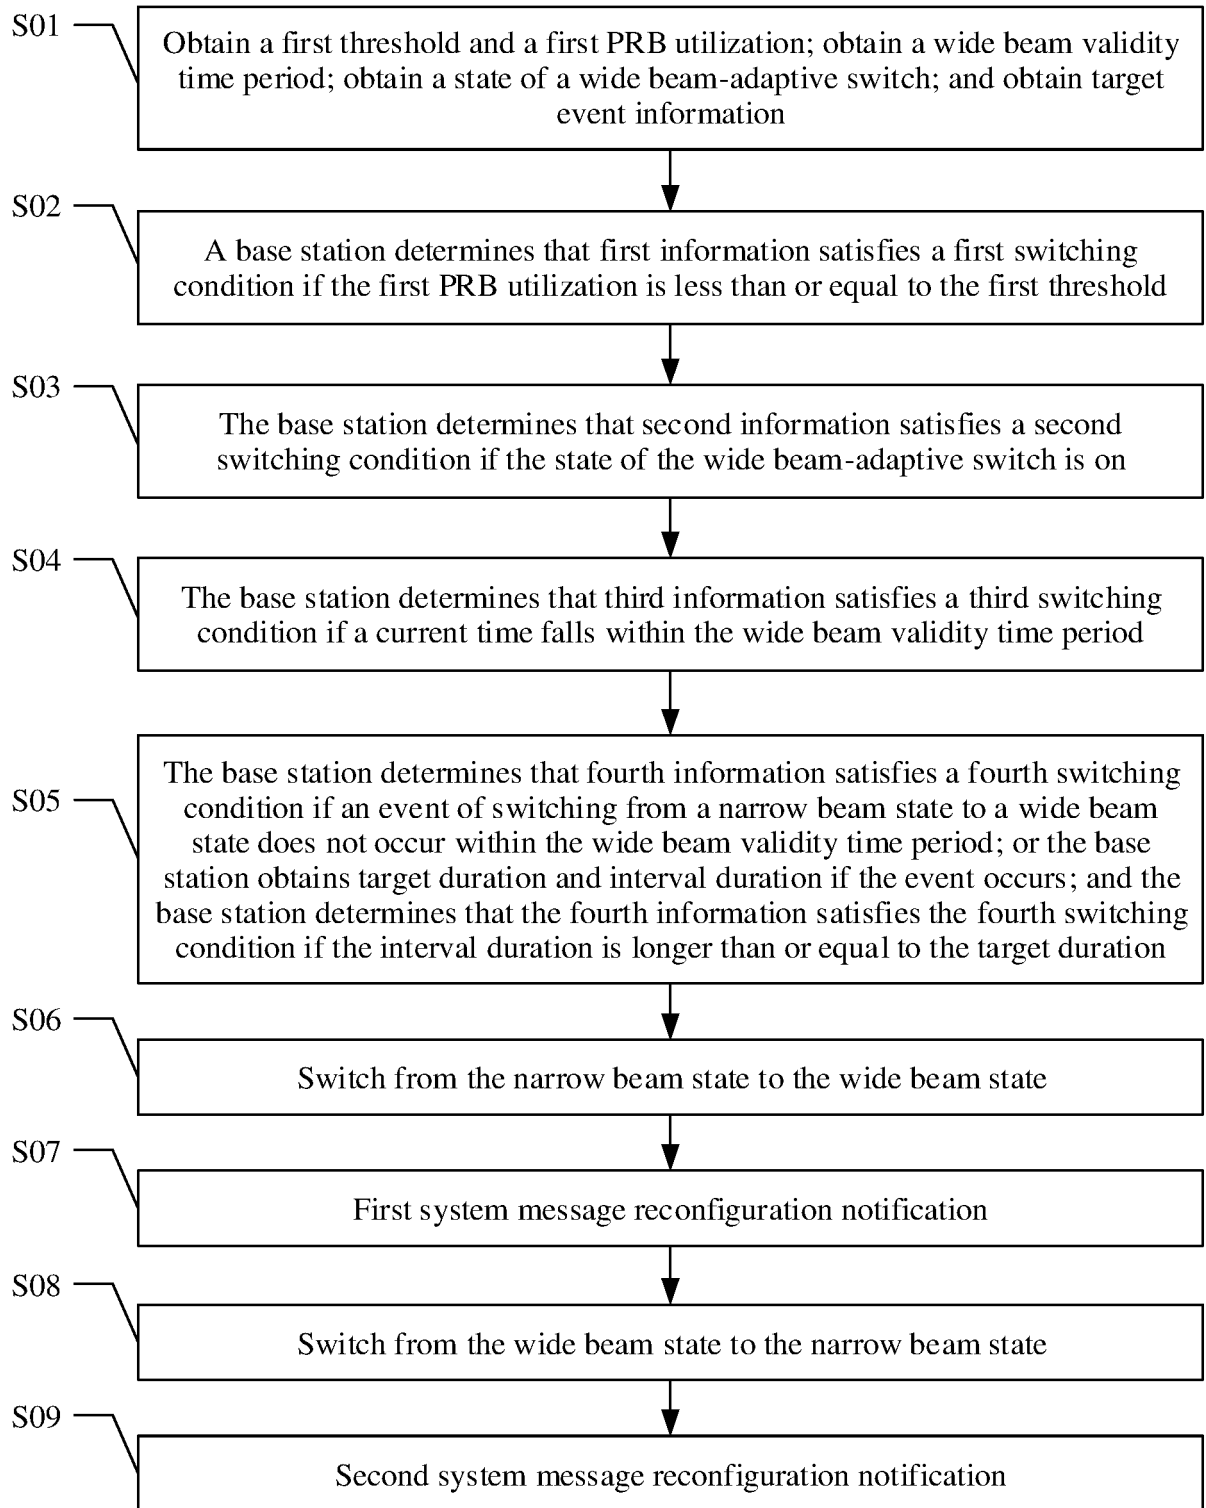 S01
Obtain a first threshold and a first PRB utilization; obtain a wide beam validity
time period; obtain a state of a wide beam-adaptive switch; and obtain target
event information
S02
A base station determines that first information satisfies a first switching
condition if the first PRB utilization is less than or equal to the first threshold
S03
The base station determines that second information satisfies a second
switching condition if the state of the wide beam-adaptive switch is on
S04
The base station determines that third information satisfies a third switching
condition if a current time falls within the wide beam validity time period
S05
The base station determines that fourth information satisfies a fourth switching
condition if an event of switching from a narrow beam state to a wide beam
state does not occur within the wide beam validity time period; or the base
station obtains target duration and interval duration if the event occurs; and the
base station determines that the fourth information satisfies the fourth switching
condition if the interval duration is longer than or equal to the target duration
S06
Switch from the narrow beam state to the wide beam state
S07
First system message reconfiguration notification
S08
Switch from the wide beam state to the narrow beam state
S09
Second system message reconfiguration notification